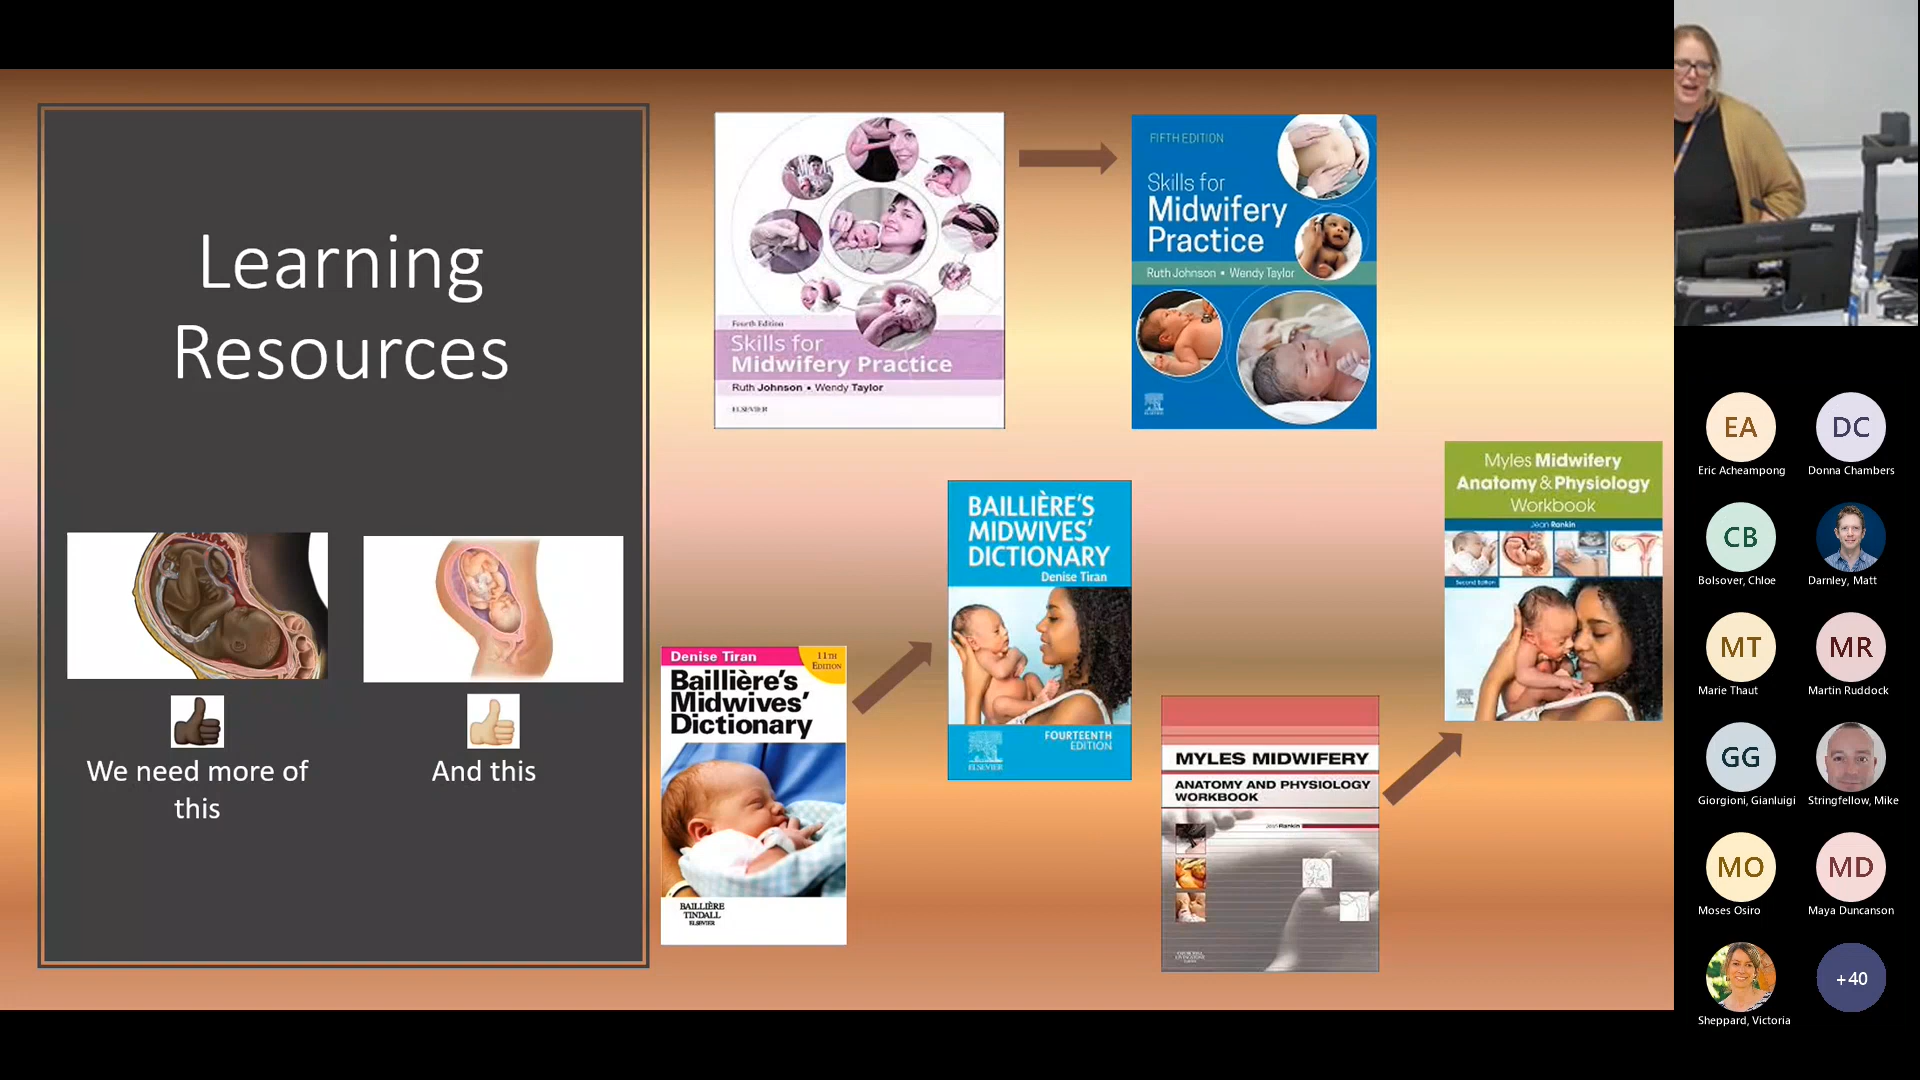 Learning
Resources
We need more of
this
And this
Fourth Edition
Skills for
Midwifery Practice
Ruth Johnson • Wendy Taylor
ELSEVIER
FIFTH EDITION
Skills for
Midwifery
Practice
Ruth Johnson • Wendy Taylor
Denise Tiran
11TH
EDITION
Baillière's
Midwives'
Dictionary
BAILLIÈRE
TINDALL
ELSEVIER
BAILLIÈRE'S
MIDWIVES'
DICTIONARY
Denise Tiran
FOURTEENTH
EDITION
ELSEVIER
MYLES MIDWIFERY
ANATOMY AND PHYSIOLOGY
WORKBOOK
Jean Rankin
Myles Midwifery
Anatomy & Physiology
Workbook
Jean Rankin
Second Edition
EA
Eric Acheampong
DC
Donna Chambers
CB
Bolsover, Chloe
Darnley, Matt
MT
Marie Thaut
MR
Martin Ruddock
GG
Giorgioni, Gianluigi
Stringfellow, Mike
MO
Moses Osiro
MD
Maya Duncanson
Sheppard, Victoria
+40